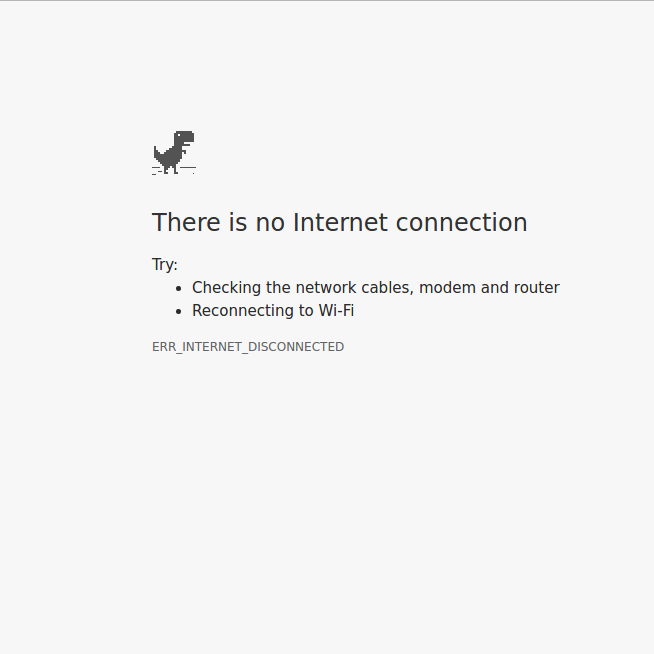 There is no Internet connection
Try:
Checking the network cables, modem and router
Reconnecting to Wi-Fi
ERR_INTERNET_DISCONNECTED